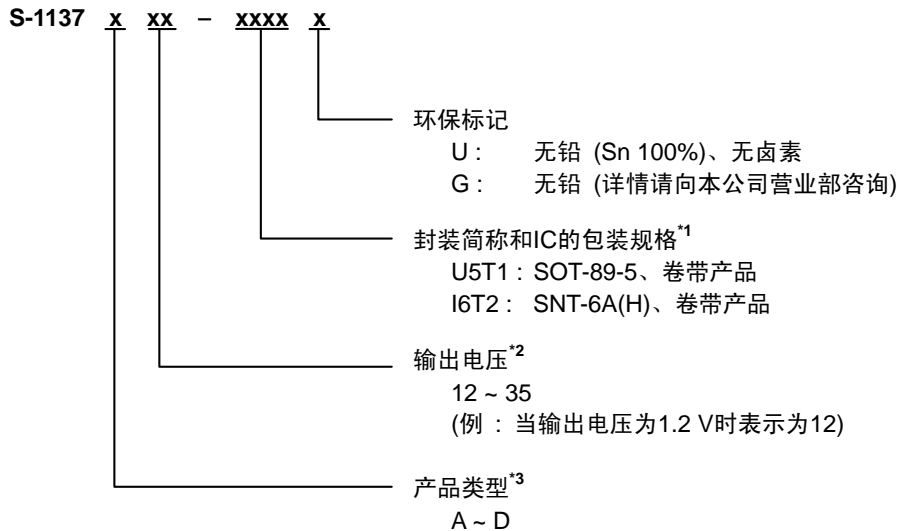 S-1137 x xx – xxxx x
环保标记
U : 无铅 (Sn 100%)、无卤素
G : 无铅 (详情请向本公司营业部咨询)
封装简称和IC的包装规格*1
U5T1 : SOT-89-5、卷带产品
I6T2 : SNT-6A(H)、卷带产品
输出电压*2
12 ~ 35
(例 : 当输出电压为1.2 V时表示为12)
产品类型*3
A ~ D